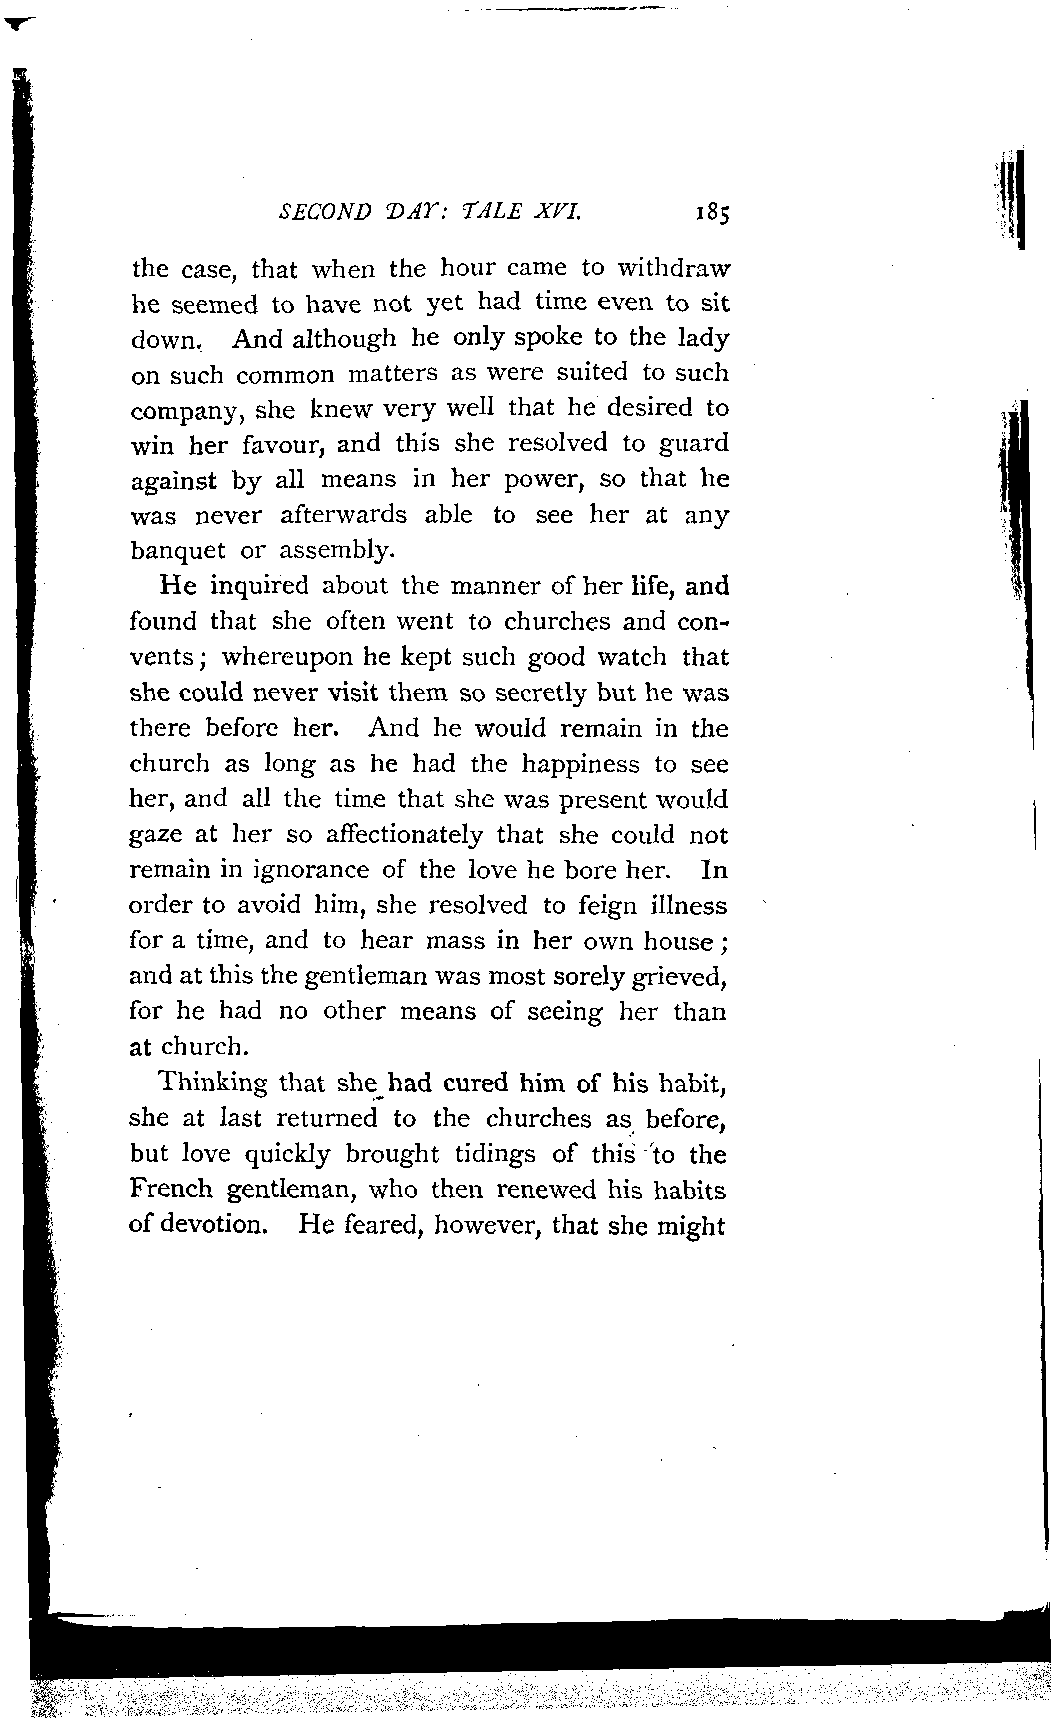 SECOND DAY: TALE XVI. 185
the case, that when the hour came to withdraw
he seemed to have not yet had time even to sit
down. And although he only spoke to the lady
on such common matters as were suited to such
company, she knew very well that he desired to
win her favour, and this she resolved to guard
against by all means in her power, so that he
was never afterwards able to see her at any
banquet or assembly.
He inquired about the manner of her life, and
found that she often went to churches and con-
vents; whereupon he kept such good watch that
she could never visit them so secretly but he was
there before her. And he would remain in the
church as long as he had the happiness to see
her, and all the time that she was present would
gaze at her so affectionately that she could not
remain in ignorance of the love he bore her. In
order to avoid him, she resolved to feign illness
for a time, and to hear mass in her own house;
and at this the gentleman was most sorely grieved,
for he had no other means of seeing her than
at church.
Thinking that she had cured him of his habit,
she at last returned to the churches as before,
but love quickly brought tidings of this to the
French gentleman, who then renewed his habits
of devotion. He feared, however, that she might